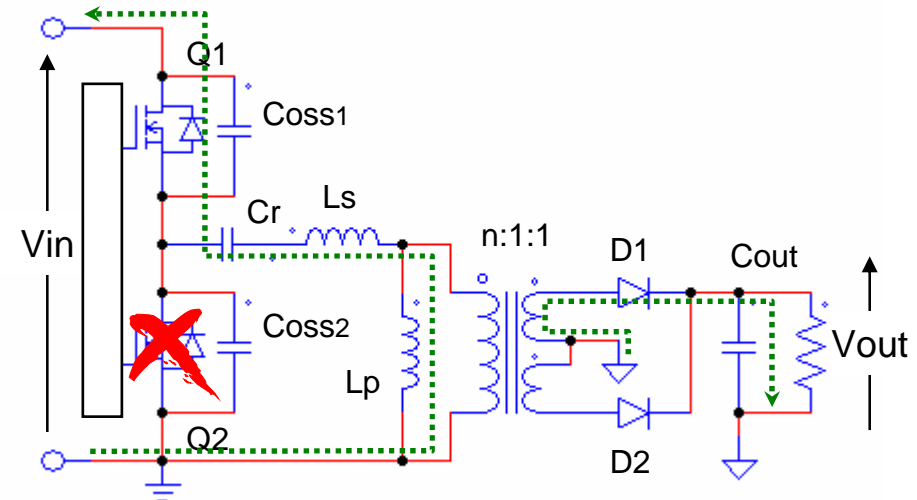 Q1
Coss1
Cr
Ls
Vin
n:1:1
D1
Cout
Coss2
Lp
Vout
Q2
D2